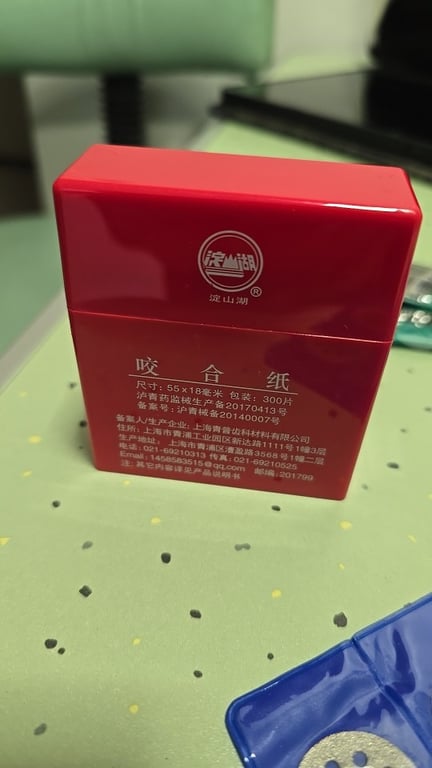 淀山湖
淀山湖®
咬合纸
尺寸: 55×18毫米 包装: 300片
沪青药监械生产备20170413号
备案号: 沪青械备20140007号
备案人/生产企业: 上海青普齿科材料有限公司
住所: 上海市青浦工业园区新达路1111号1幢3层
生产地址: 上海市青浦区漕盈路3568号1幢二层
电话: 021-69210313 传真: 021-69210525
Email: 1458583515@qq.com 邮编: 201799
注: 其它内容详见产品说明书